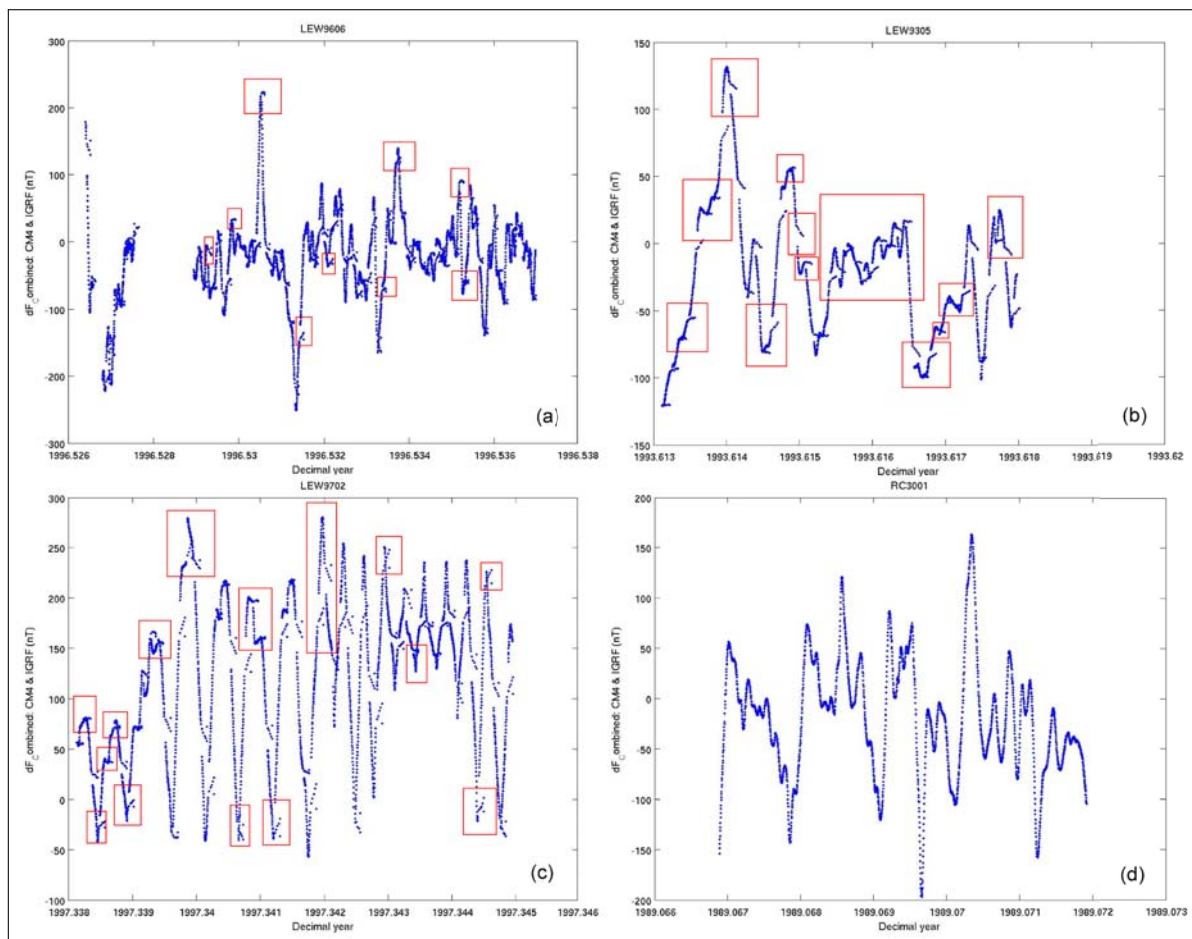 LEW9606
300
200
100
0
-100
-200
-300
1996.526 1996.528 1996.53 1996.532 1996.534 1996.536 1996.538
Decimal year
dF_Combined: CM4 & IGRF (nT)
(a)
LEW9305
150
100
50
0
-50
-100
-150
1993.613 1993.614 1993.615 1993.616 1993.617 1993.618 1993.619 1993.62
Decimal year
dF_Combined: CM4 & IGRF (nT)
(b)
LEW9702
300
250
200
150
100
50
0
-50
-100
1997.338 1997.339 1997.34 1997.341 1997.342 1997.343 1997.344 1997.345 1997.346
Decimal year
dF_Combined: CM4 & IGRF (nT)
(c)
RC3001
200
150
100
50
0
-50
-100
-150
-200
1989.066 1989.067 1989.068 1989.069 1989.07 1989.071 1989.072 1989.073
Decimal year
dF_Combined: CM4 & IGRF (nT)
(d)